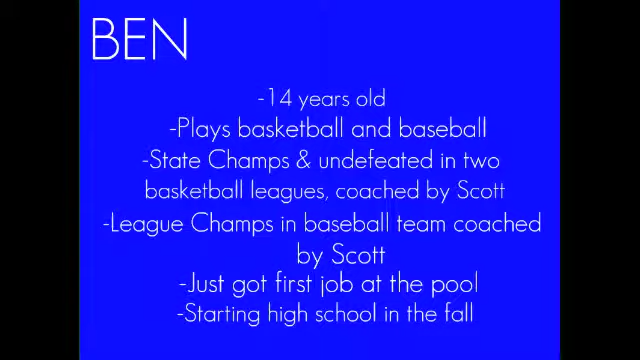 BEN
-14 years old
-Plays basketball and baseball
-State Champs & undefeated in two
basketball leagues, coached by Scott
-League Champs in baseball team coached
by Scott
-Just got first job at the pool
-Starting high school in the fall